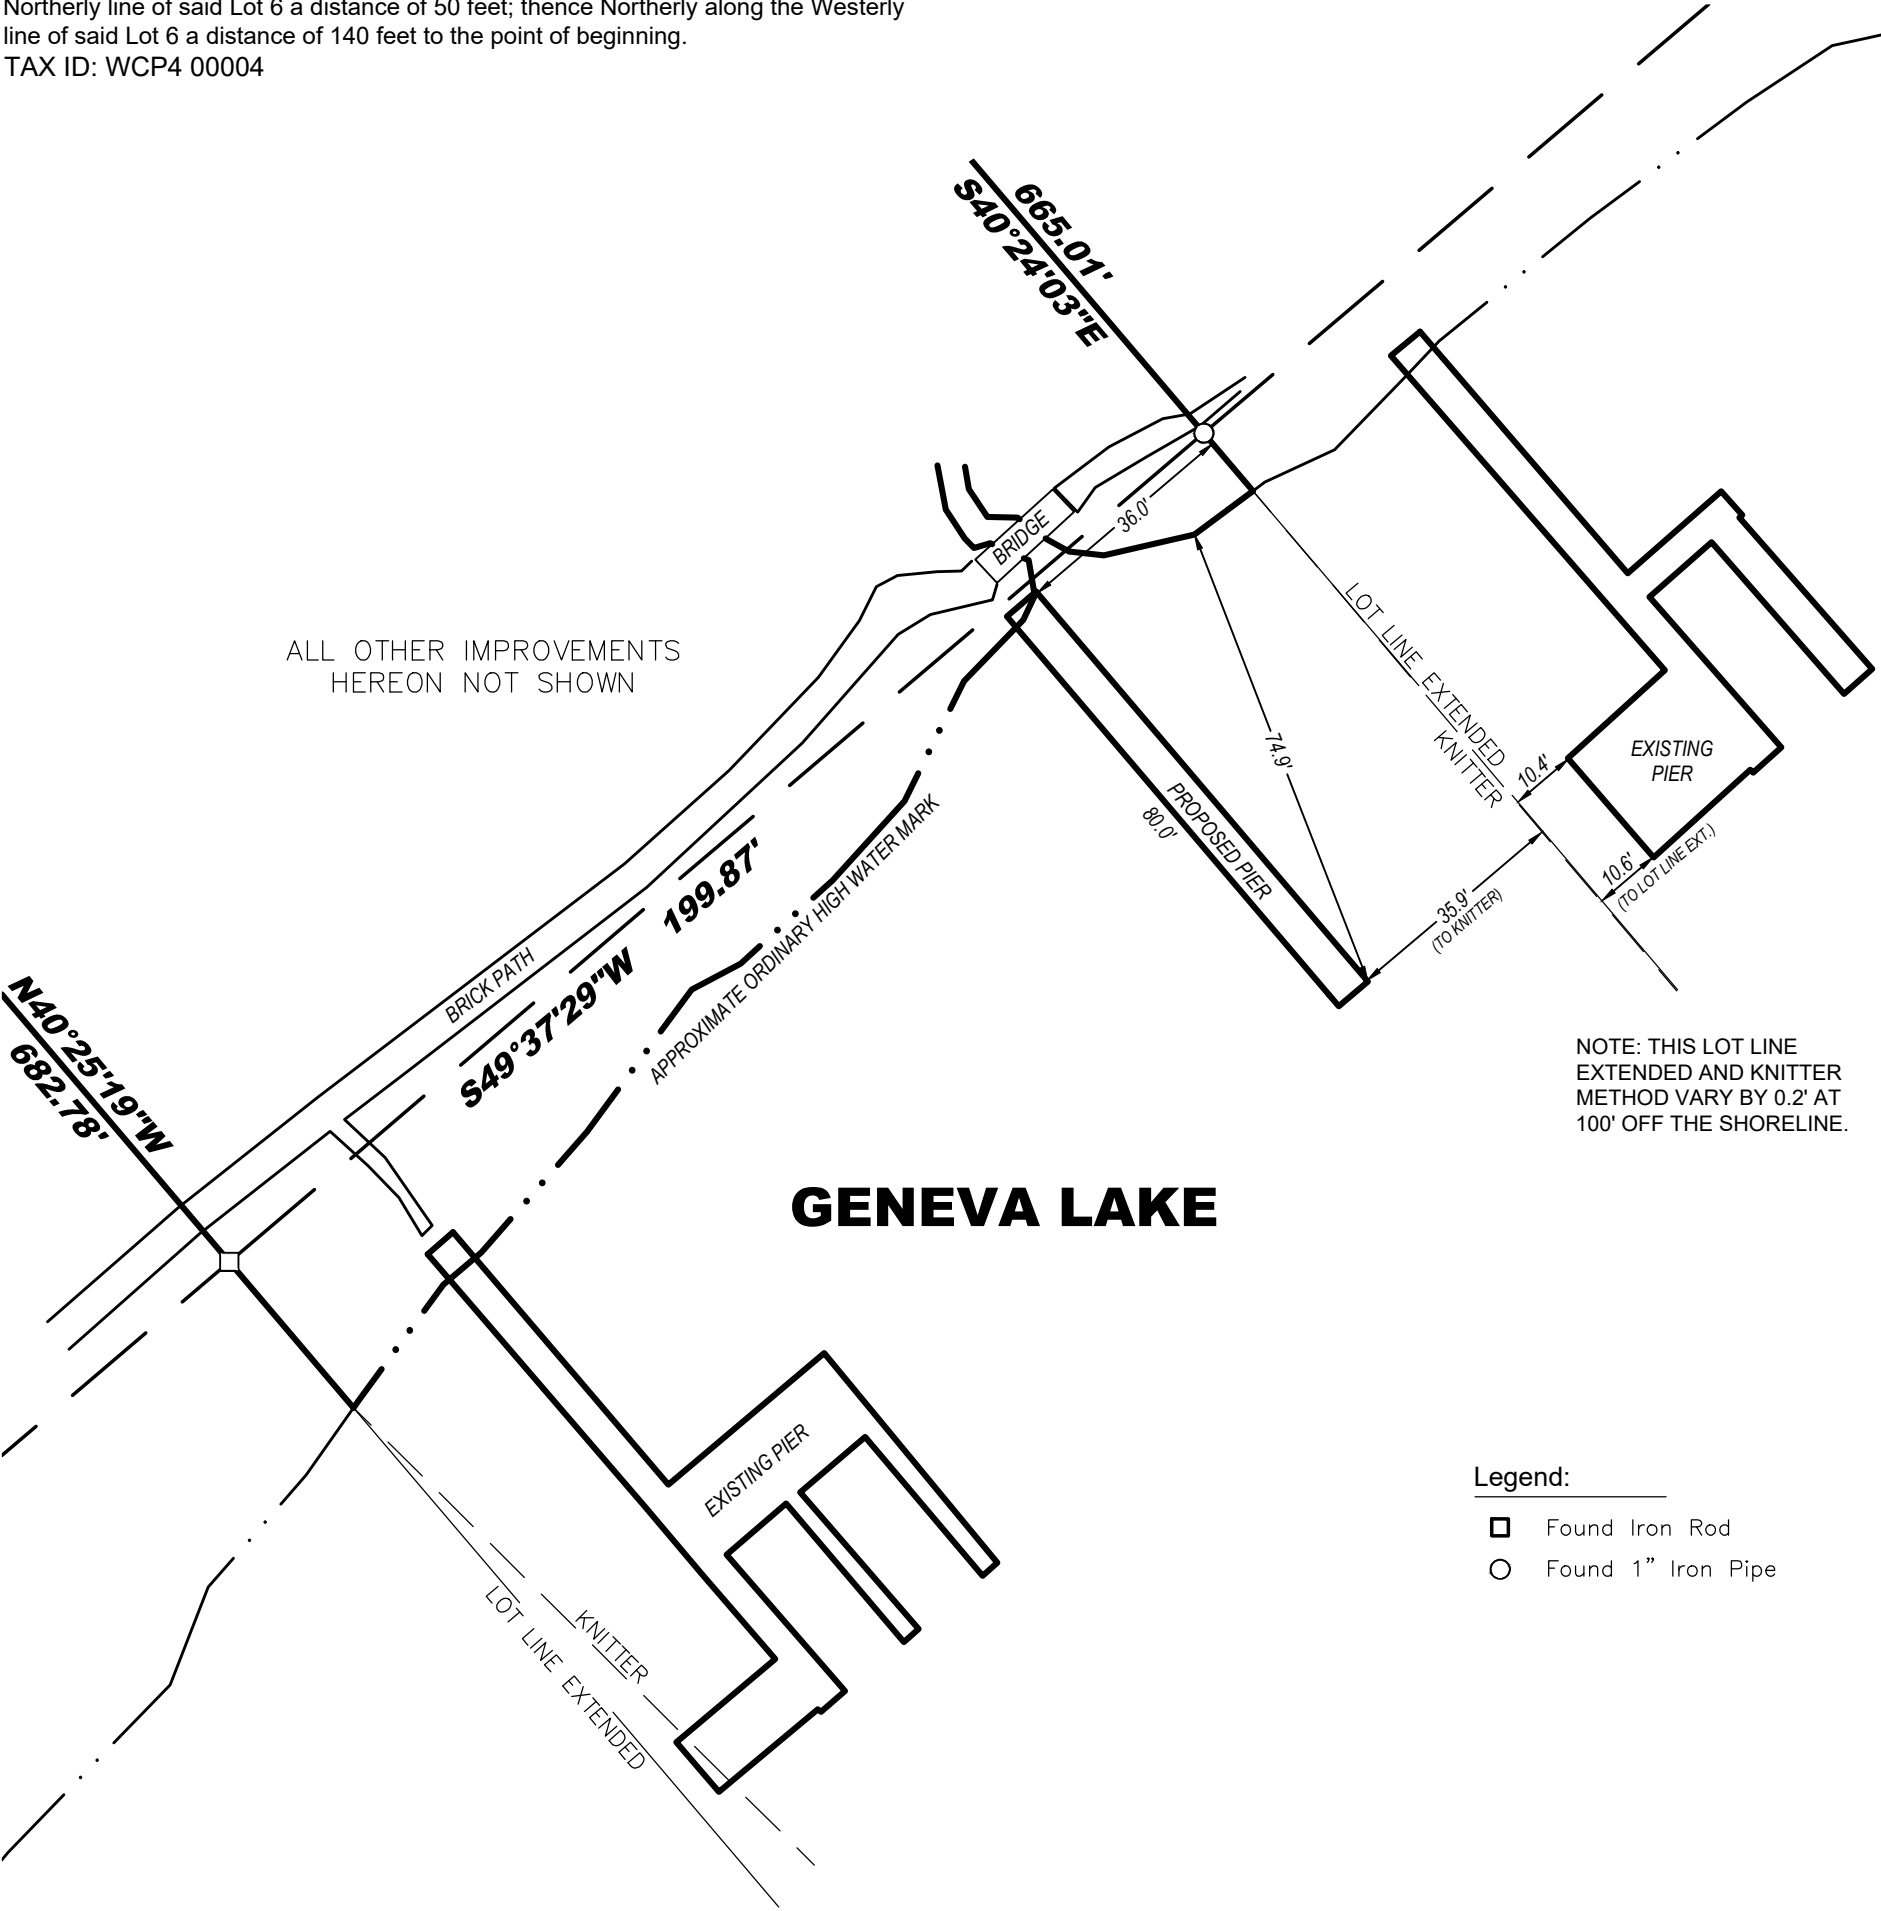 Northerly line of said Lot 6 a distance of 50 feet; thence Northerly along the Westerly
line of said Lot 6 a distance of 140 feet to the point of beginning.
TAX ID: WCP4 00004
665.01'
S40°24'03"E
36.0'
BRIDGE
ALL OTHER IMPROVEMENTS
HEREON NOT SHOWN
LOT LINE EXTENDED
KNITTER
74.9'
10.4'
EXISTING
PIER
PROPOSED PIER
80.0'
10.6'
(TO LOT LINE EXT.)
35.9'
(TO KNITTER)
199.87'
S49°37'29"W
APPROXIMATE ORDINARY HIGH WATER MARK
BRICK PATH
N40°25'19"W
682.78'
NOTE: THIS LOT LINE
EXTENDED AND KNITTER
METHOD VARY BY 0.2' AT
100' OFF THE SHORELINE.
GENEVA LAKE
EXISTING PIER
KNITTER
LOT LINE EXTENDED
Legend:
Found Iron Rod
Found 1" Iron Pipe